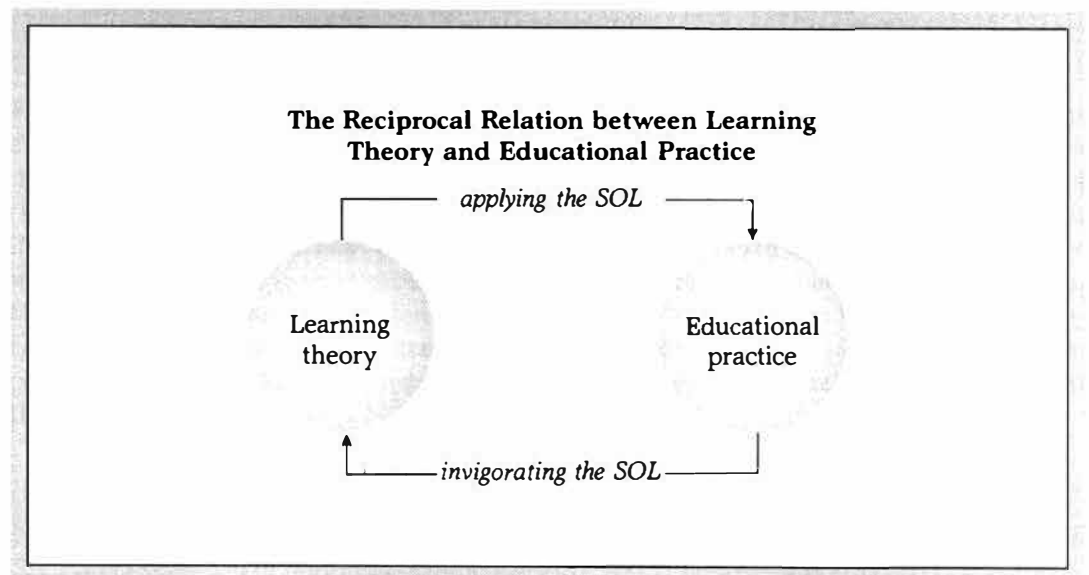 The Reciprocal Relation between Learning
Theory and Educational Practice
applying the SOL
Learning
theory
Educational
practice
invigorating the SOL